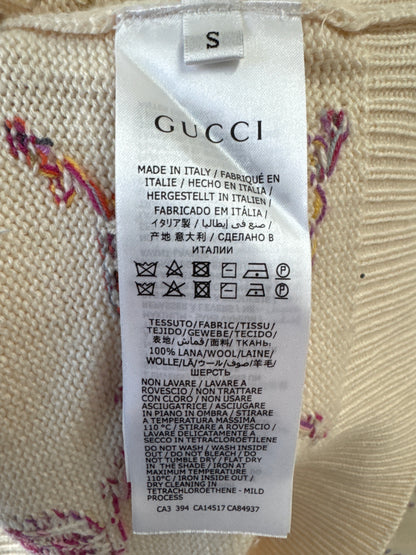 S
GUCCI
MADE IN ITALY / FABRIQUÉ EN
ITALIE / HECHO EN ITALIA /
HERGESTELLT IN ITALIEN /
FABRICADO EM ITÁLIA /
イタリア製 / صنع في إيطاليا /
产地 意大利 / СДЕЛАНО В
ИТАЛИИ
TESSUTO/FABRIC/TISSU/
TEJIDO/GEWEBE/TECIDO/
表地/قماش/面料/ТКАНЬ:
100% LANA/WOOL/LAINE/
WOLLE/LÃ/ウール/صوف/羊毛/
ШЕРСТЬ
NON LAVARE / LAVARE A
ROVESCIO / NON TRATTARE
CON CLORO / NON USARE
ASCIUGATRICE / ASCIUGARE
IN PIANO IN OMBRA / STIRARE
A TEMPERATURA MASSIMA
110°C / STIRARE A ROVESCIO /
LAVARE DELICATAMENTE A
SECCO IN TETRACLOROETILENE
DO NOT WASH / WASH INSIDE
OUT / DO NOT BLEACH / DO
NOT TUMBLE DRY / FLAT DRY
IN THE SHADE / IRON AT
MAXIMUM TEMPERATURE
110°C / IRON INSIDE OUT /
DRY CLEANING IN
TETRACHLOROETHENE - MILD
PROCESS
CA3 394 CA14517 CA84937